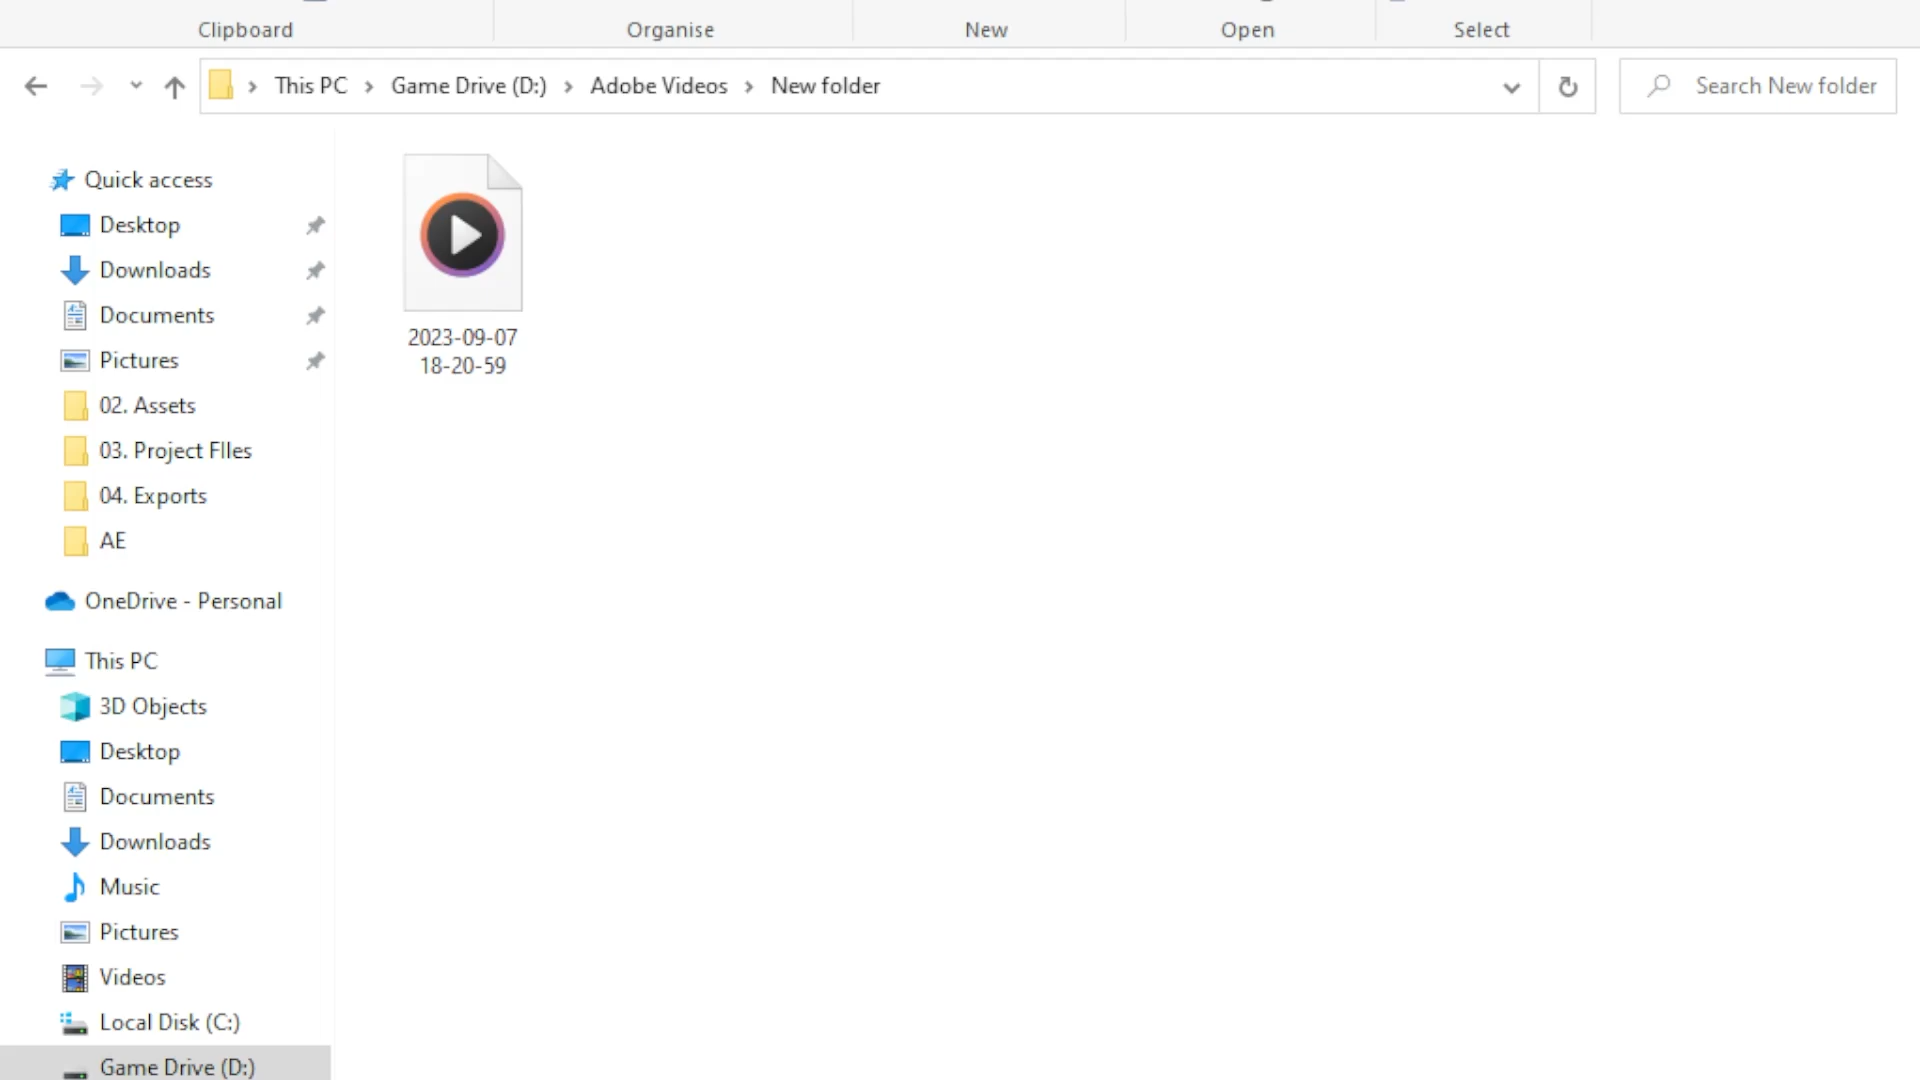 Clipboard
Organise
New
Open
Select
This PC
Game Drive (D:)
Adobe Videos
New folder
Search New folder
Quick access
Desktop
Downloads
Documents
Pictures
02. Assets
03. Project FIles
04. Exports
AE
OneDrive - Personal
This PC
3D Objects
Desktop
Documents
Downloads
Music
Pictures
Videos
Local Disk (C:)
Game Drive (D:)
2023-09-07
18-20-59